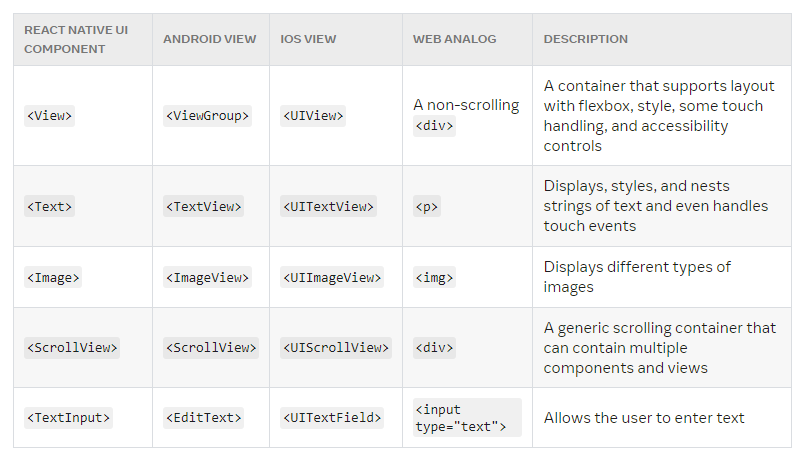 REACT NATIVE UI COMPONENT ANDROID VIEW IOS VIEW WEB ANALOG DESCRIPTION
<View> <ViewGroup> <UIView> A non-scrolling <div> A container that supports layout with flexbox, style, some touch handling, and accessibility controls
<Text> <TextView> <UITextView> <p> Displays, styles, and nests strings of text and even handles touch events
<Image> <ImageView> <UIImageView> <img> Displays different types of images
<ScrollView> <ScrollView> <UIScrollView> <div> A generic scrolling container that can contain multiple components and views
<TextInput> <EditText> <UITextField> <input type="text"> Allows the user to enter text